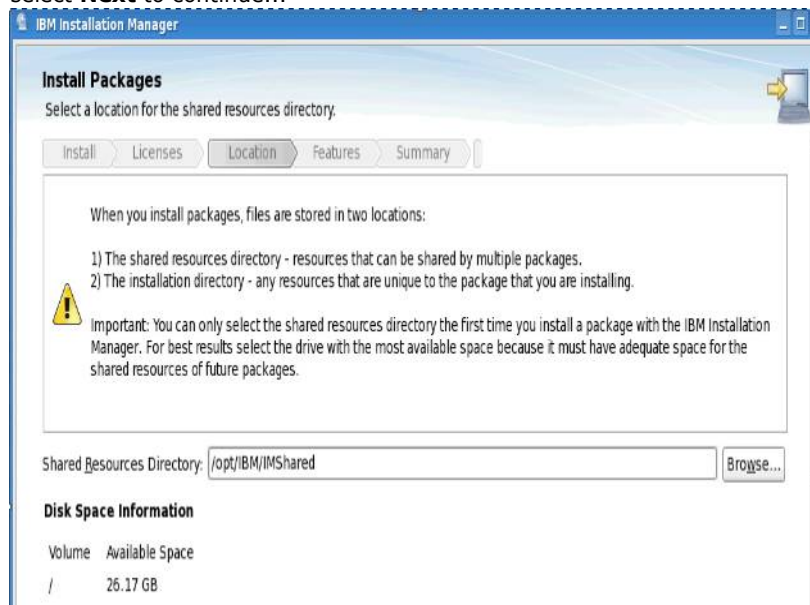 Select Next to continue...
IBM Installation Manager
Install Packages
Select a location for the shared resources directory.
Install
Licenses
Location
Features
Summary
When you install packages, files are stored in two locations:
1) The shared resources directory - resources that can be shared by multiple packages.
2) The installation directory - any resources that are unique to the package that you are installing.
Important: You can only select the shared resources directory the first time you install a package with the IBM Installation
Manager. For best results select the drive with the most available space because it must have adequate space for the
shared resources of future packages.
Shared Resources Directory: /opt/IBM/IMShared Browse...
Disk Space Information
Volume Available Space
/ 26.17 GB